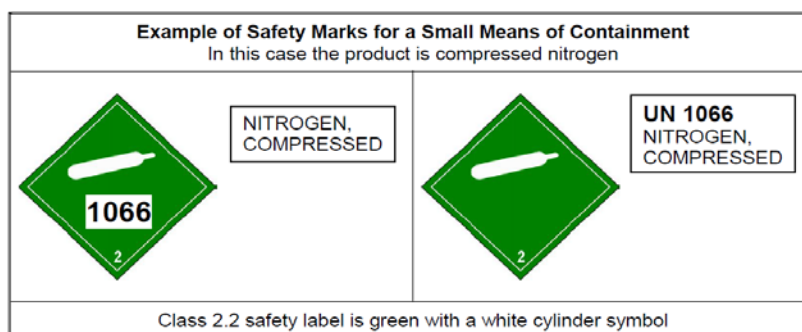 Example of Safety Marks for a Small Means of Containment
In this case the product is compressed nitrogen
1066
2
NITROGEN,
COMPRESSED
2
UN 1066
NITROGEN,
COMPRESSED
Class 2.2 safety label is green with a white cylinder symbol